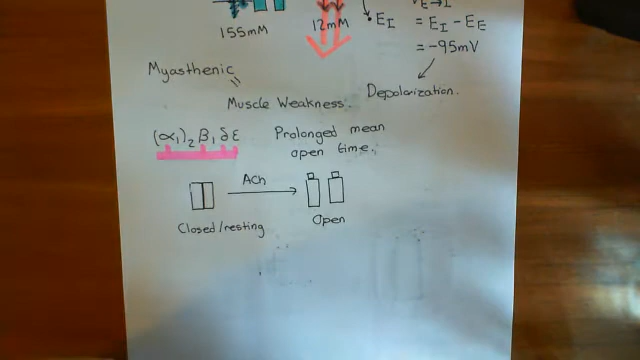 155mM
12mM
V E→I
E_I = E_I - E_E
= -95mV
Myasthenic
Depolarization.
Muscle Weakness.
(α₁)₂ β₁ δ ε
Prolonged mean
open time.
ACh
Closed/resting
Open